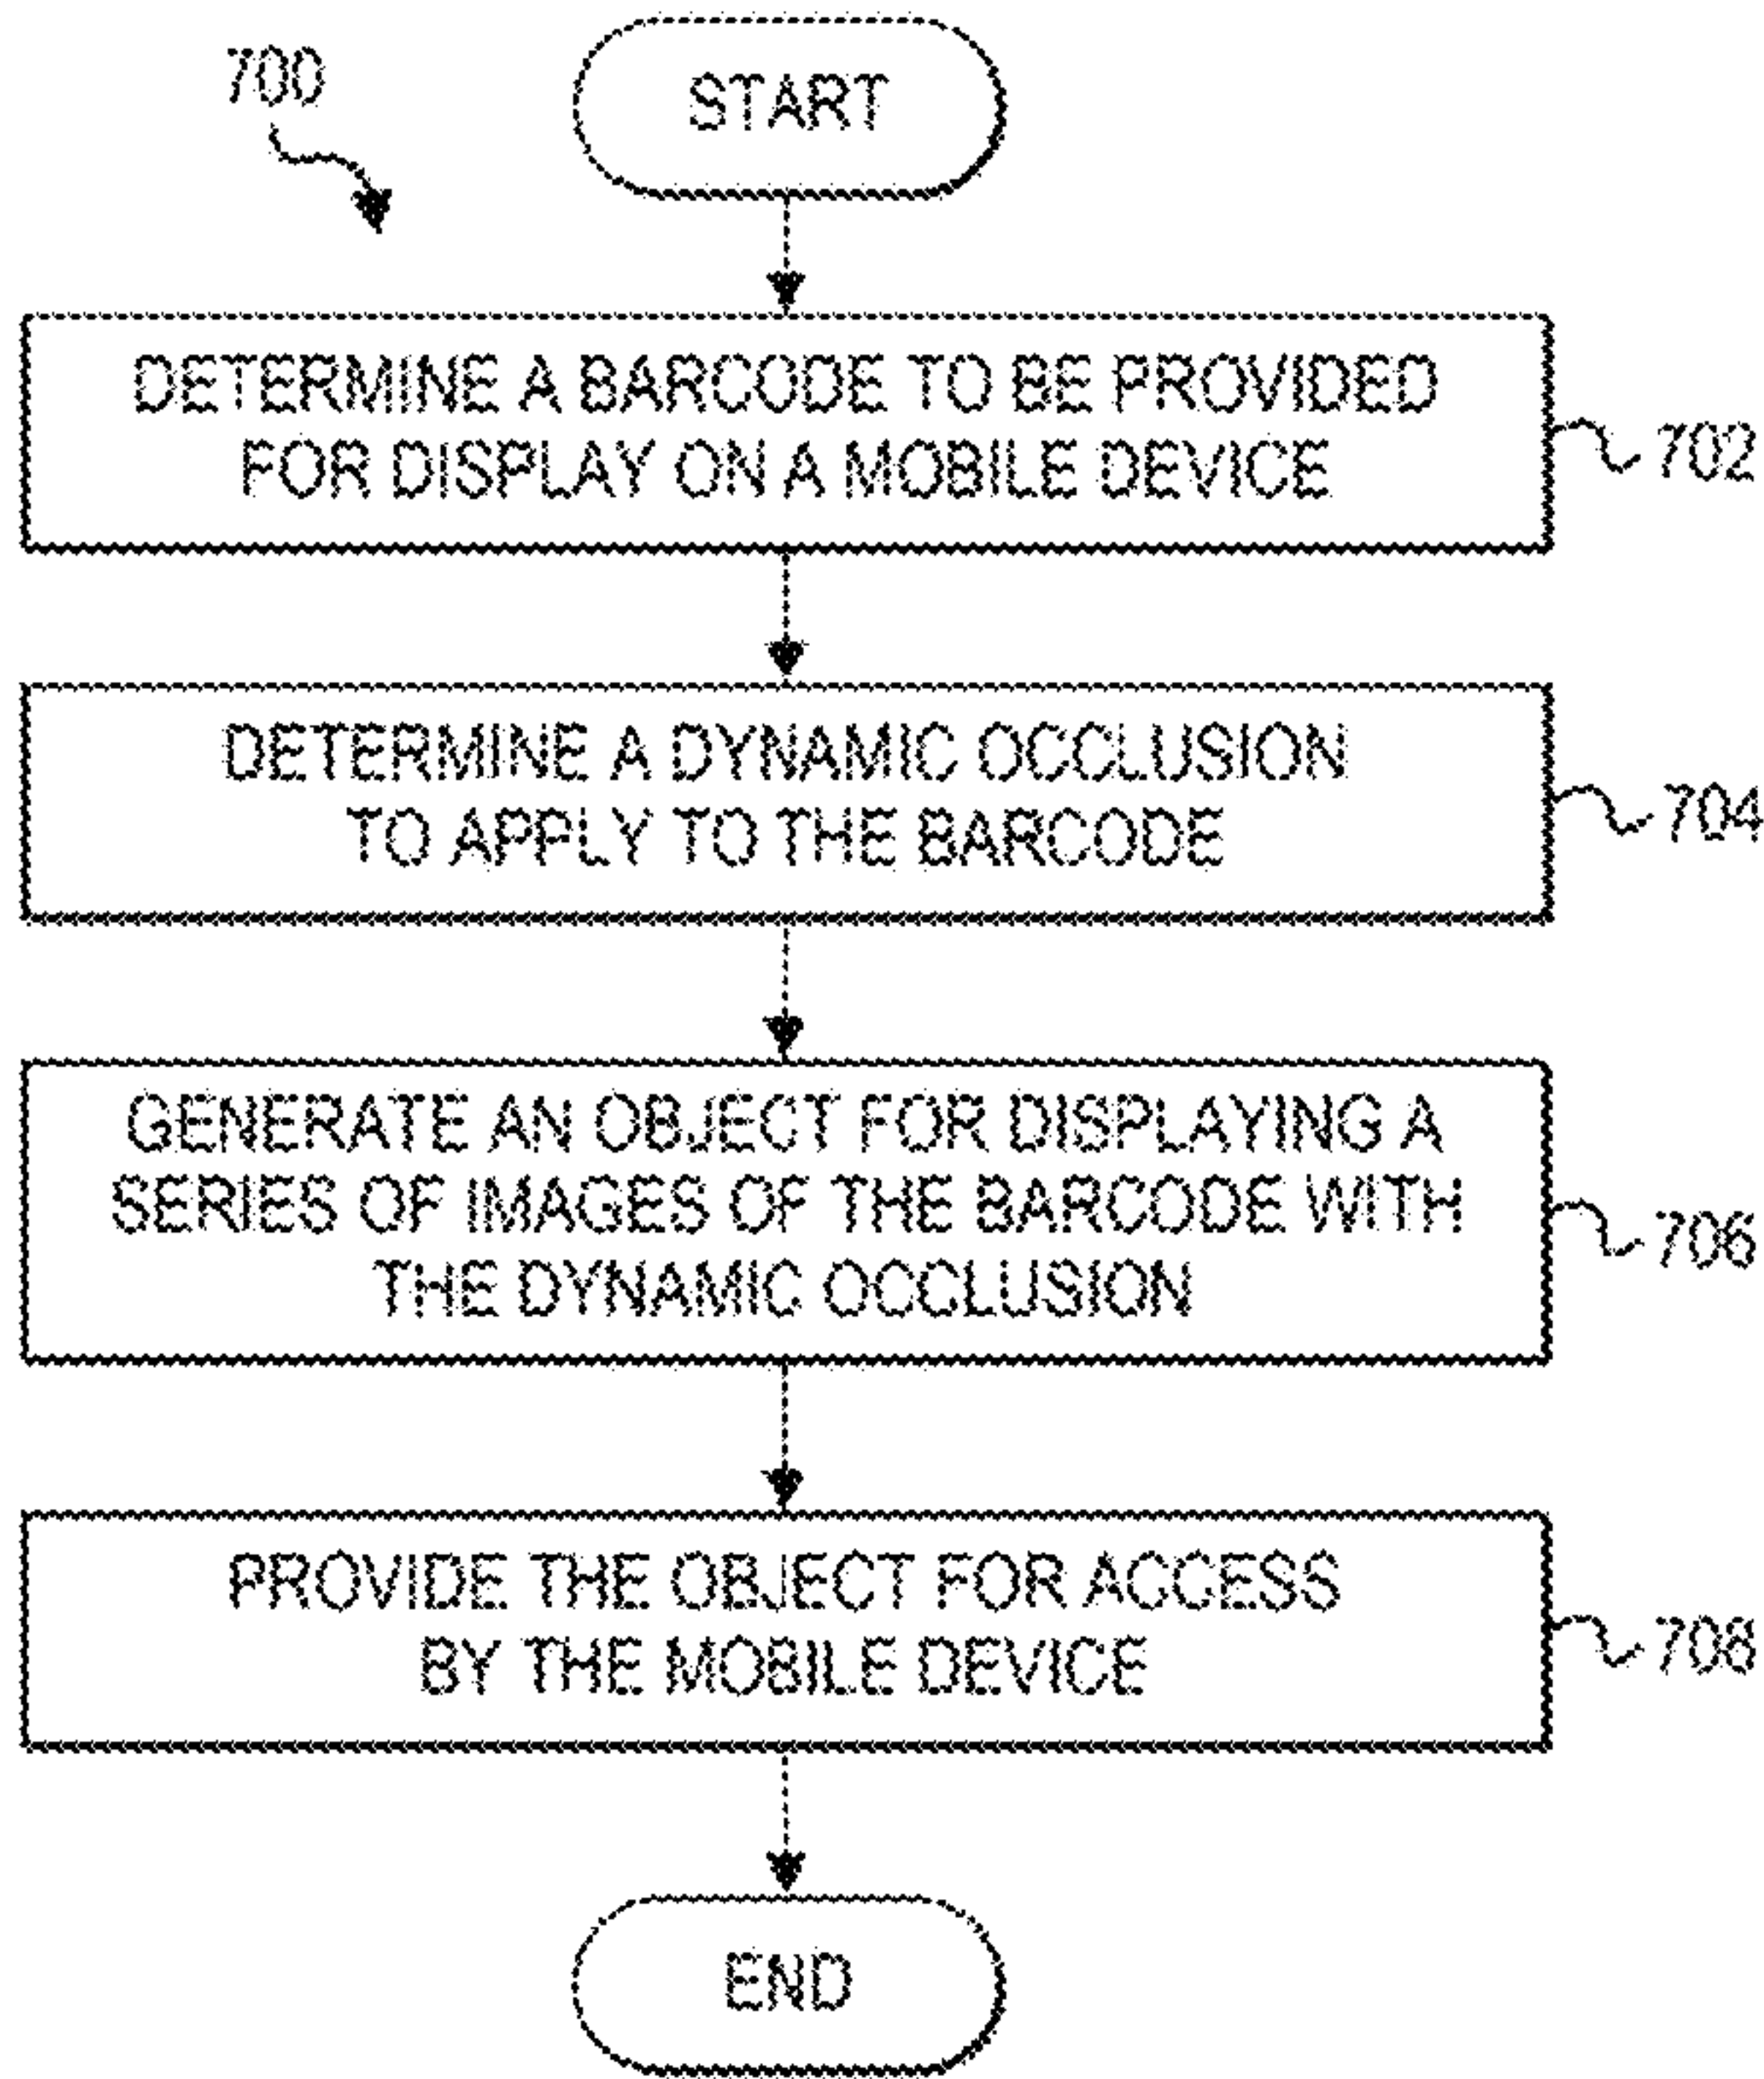 700
START
DETERMINE A BARCODE TO BE PROVIDED
FOR DISPLAY ON A MOBILE DEVICE
702
DETERMINE A DYNAMIC OCCLUSION
TO APPLY TO THE BARCODE
704
GENERATE AN OBJECT FOR DISPLAYING A
SERIES OF IMAGES OF THE BARCODE WITH
THE DYNAMIC OCCLUSION
706
PROVIDE THE OBJECT FOR ACCESS
BY THE MOBILE DEVICE
708
END